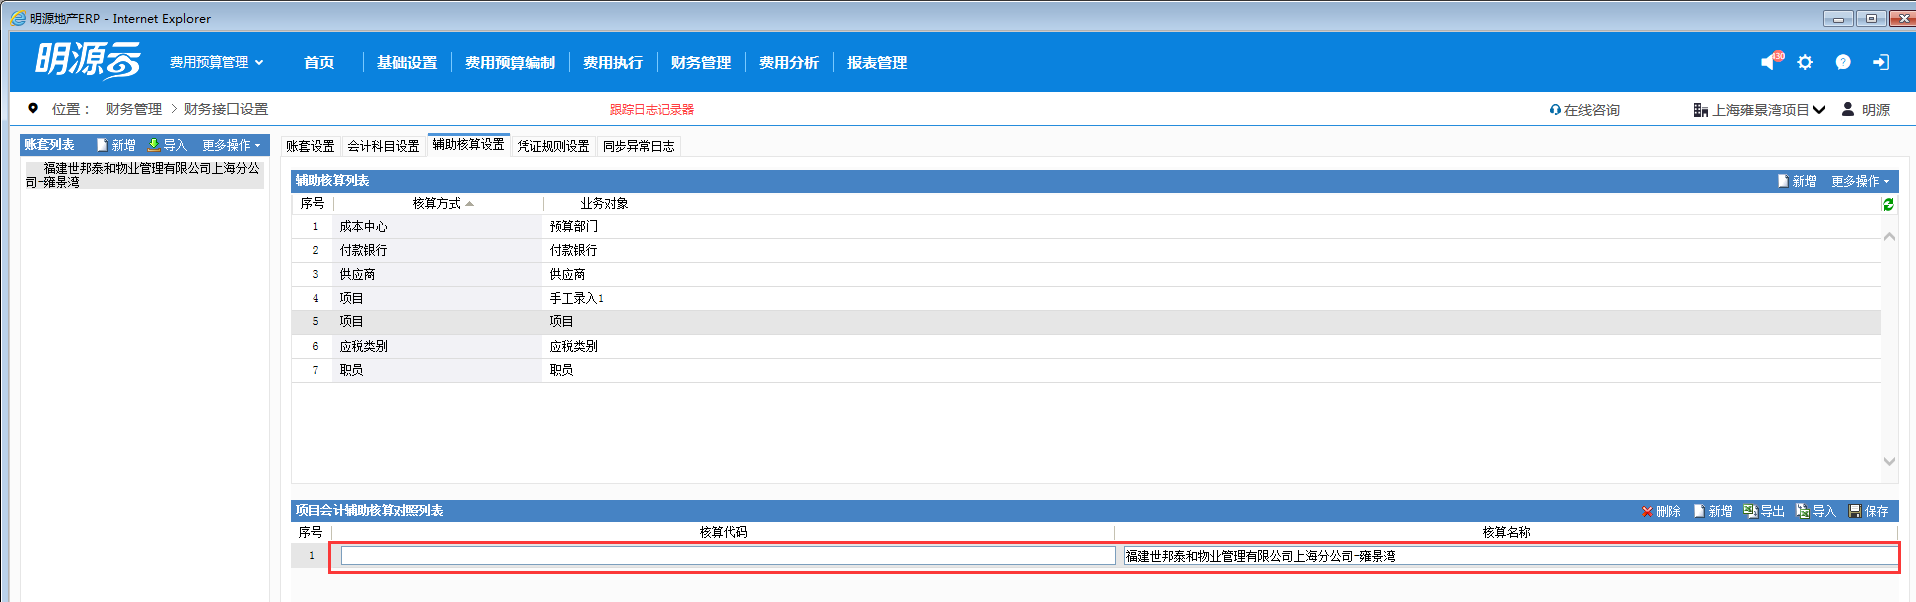 明源地产ERP - Internet Explorer
明源云 费用预算管理 首页 基础设置 费用预算编制 费用执行 财务管理 费用分析 报表管理 130
位置： 财务管理 > 财务接口设置 跟踪日志记录器 在线咨询 上海雍景湾项目 明源
账套列表 新增 导入 更多操作
福建世邦泰和物业管理有限公司上海分公
司-雍景湾
账套设置 会计科目设置 辅助核算设置 凭证规则设置 同步异常日志
辅助核算列表 新增 更多操作
序号 核算方式 业务对象
1 成本中心 预算部门
2 付款银行 付款银行
3 供应商 供应商
4 项目 手工录入1
5 项目 项目
6 应税类别 应税类别
7 职员 职员
项目会计辅助核算对照列表 删除 新增 导出 导入 保存
序号 核算代码 核算名称
1 福建世邦泰和物业管理有限公司上海分公司-雍景湾